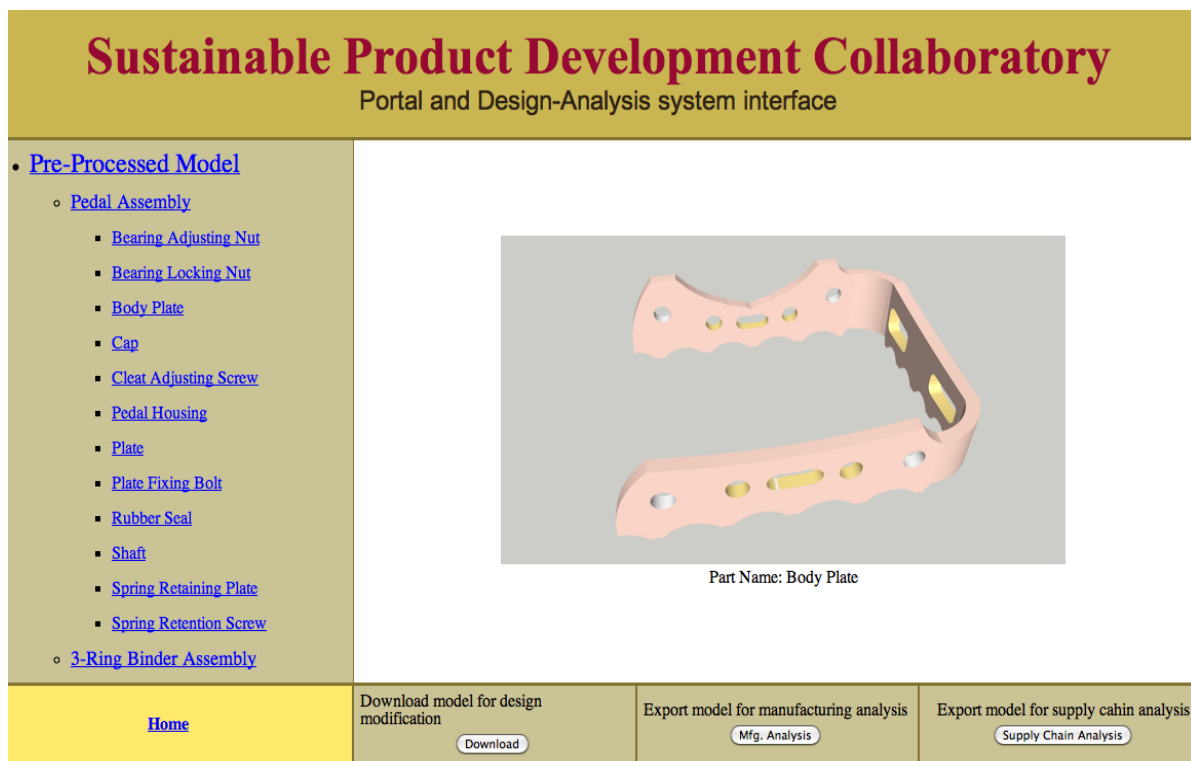 Sustainable Product Development Collaboratory
Portal and Design-Analysis system interface
Pre-Processed Model
Pedal Assembly
Bearing Adjusting Nut
Bearing Locking Nut
Body Plate
Cap
Cleat Adjusting Screw
Pedal Housing
Plate
Plate Fixing Bolt
Rubber Seal
Shaft
Spring Retaining Plate
Spring Retention Screw
3-Ring Binder Assembly
Part Name: Body Plate
Home
Download model for design
modification
Download
Export model for manufacturing analysis
Mfg. Analysis
Export model for supply cahin analysis
Supply Chain Analysis